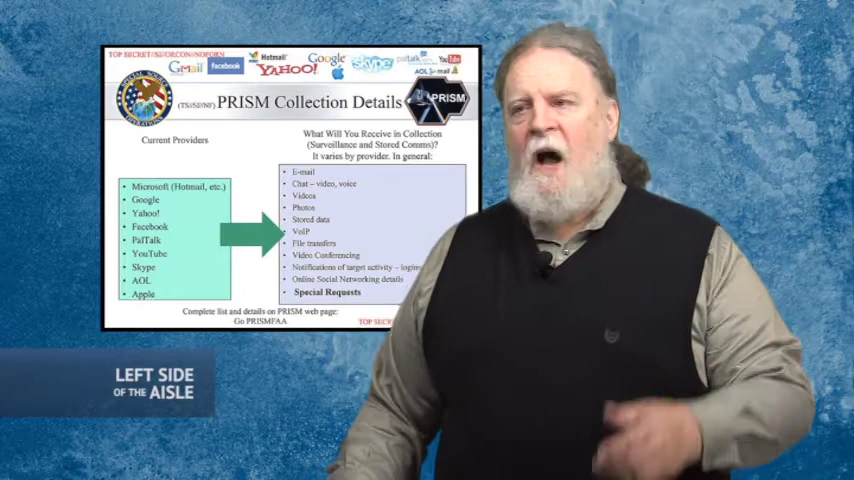 TOP SECRET//SI//ORCON//NOFORN
Gmail facebook Hotmail YAHOO! Google skype paltalk YouTube
AOL mail
SPECIAL SOURCE OPERATIONS
(TS//SI//NF) PRISM Collection Details
PRISM
Current Providers
What Will You Receive in Collection
(Surveillance and Stored Comms)?
It varies by provider. In general:
• Microsoft (Hotmail, etc.)
• Google
• Yahoo!
• Facebook
• PalTalk
• YouTube
• Skype
• AOL
• Apple
• E-mail
• Chat – video, voice
• Videos
• Photos
• Stored data
• VoIP
• File transfers
• Video Conferencing
• Notifications of target activity – logins
• Online Social Networking details
• Special Requests
Complete list and details on PRISM web page:
Go PRISMFAA
TOP SECR
LEFT SIDE
OF THE AISLE